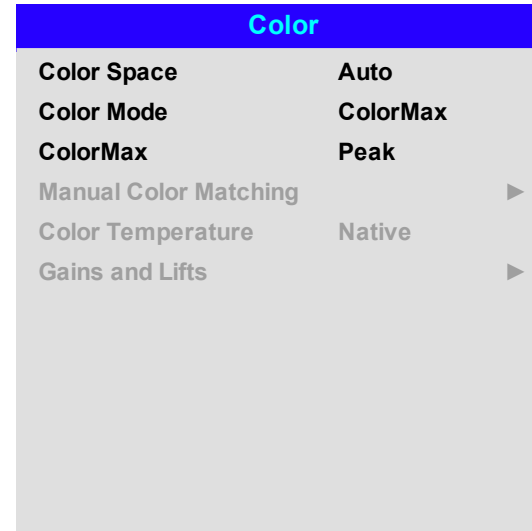 Color
Color Space Auto
Color Mode ColorMax
ColorMax Peak
Manual Color Matching ►
Color Temperature Native
Gains and Lifts ►